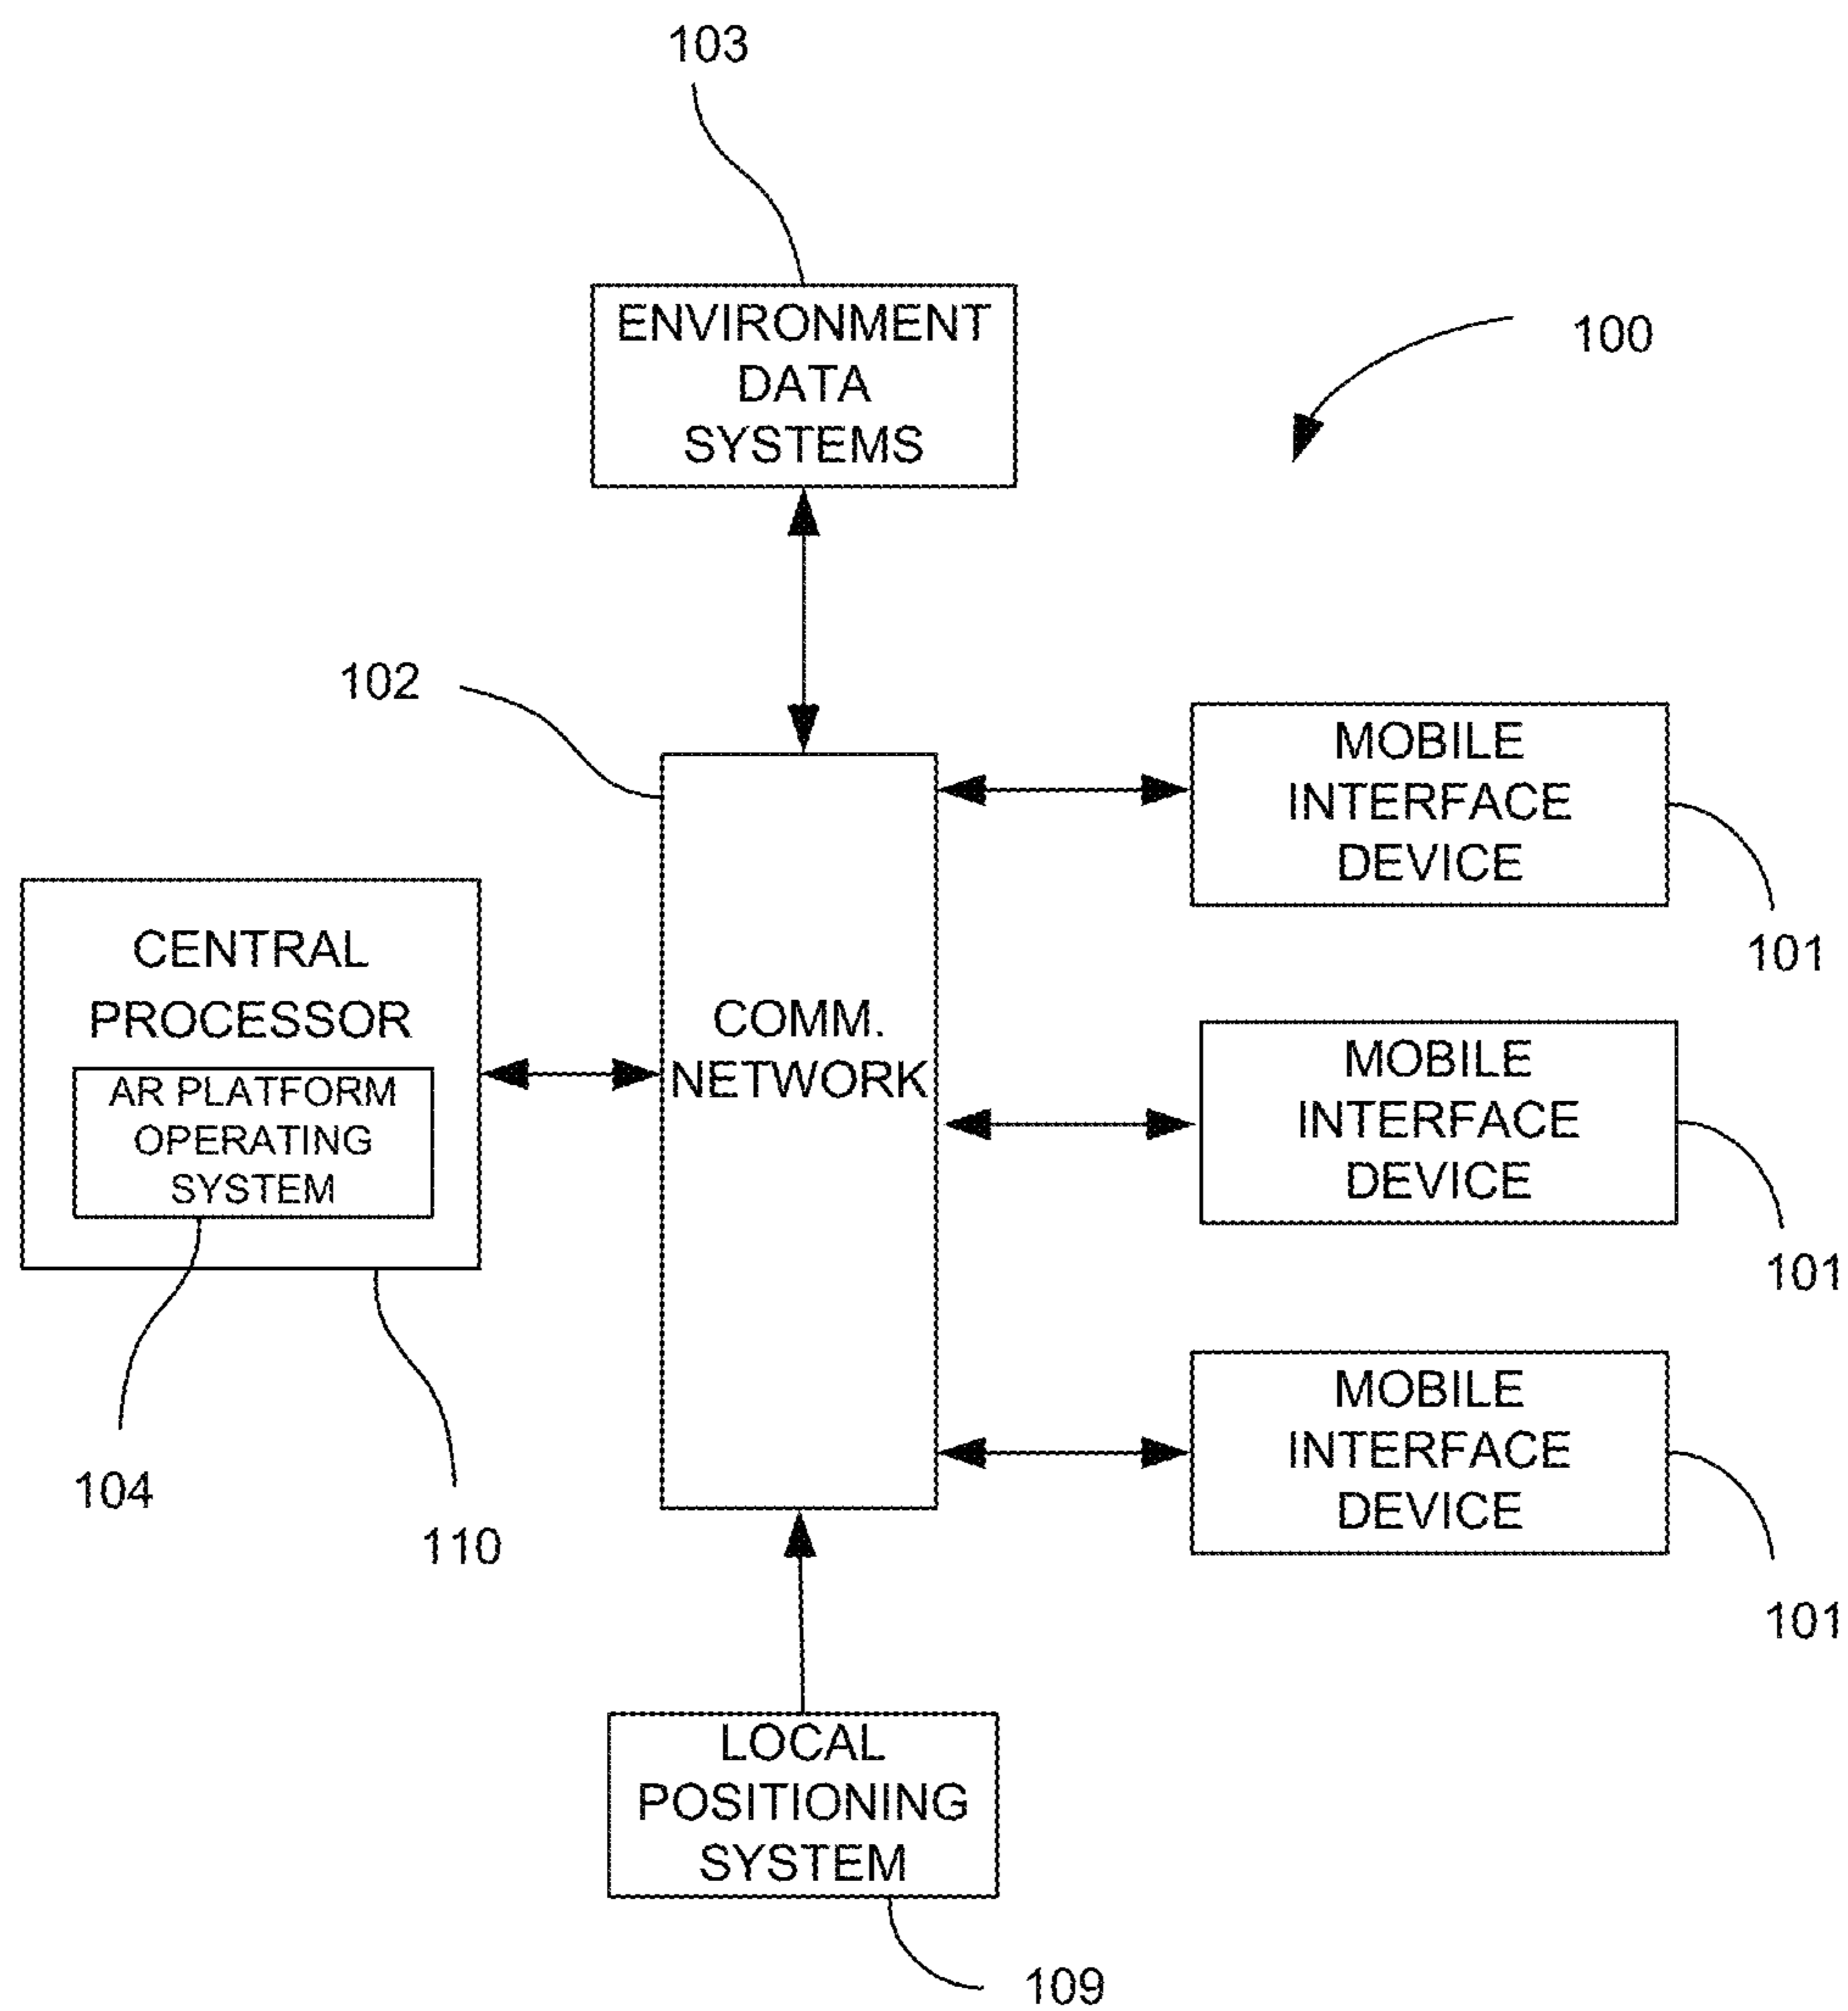 103
ENVIRONMENT
DATA
SYSTEMS
100
102
MOBILE
INTERFACE
DEVICE
101
CENTRAL
PROCESSOR
AR PLATFORM
OPERATING
SYSTEM
COMM.
NETWORK
MOBILE
INTERFACE
DEVICE
101
104
110
MOBILE
INTERFACE
DEVICE
101
LOCAL
POSITIONING
SYSTEM
109